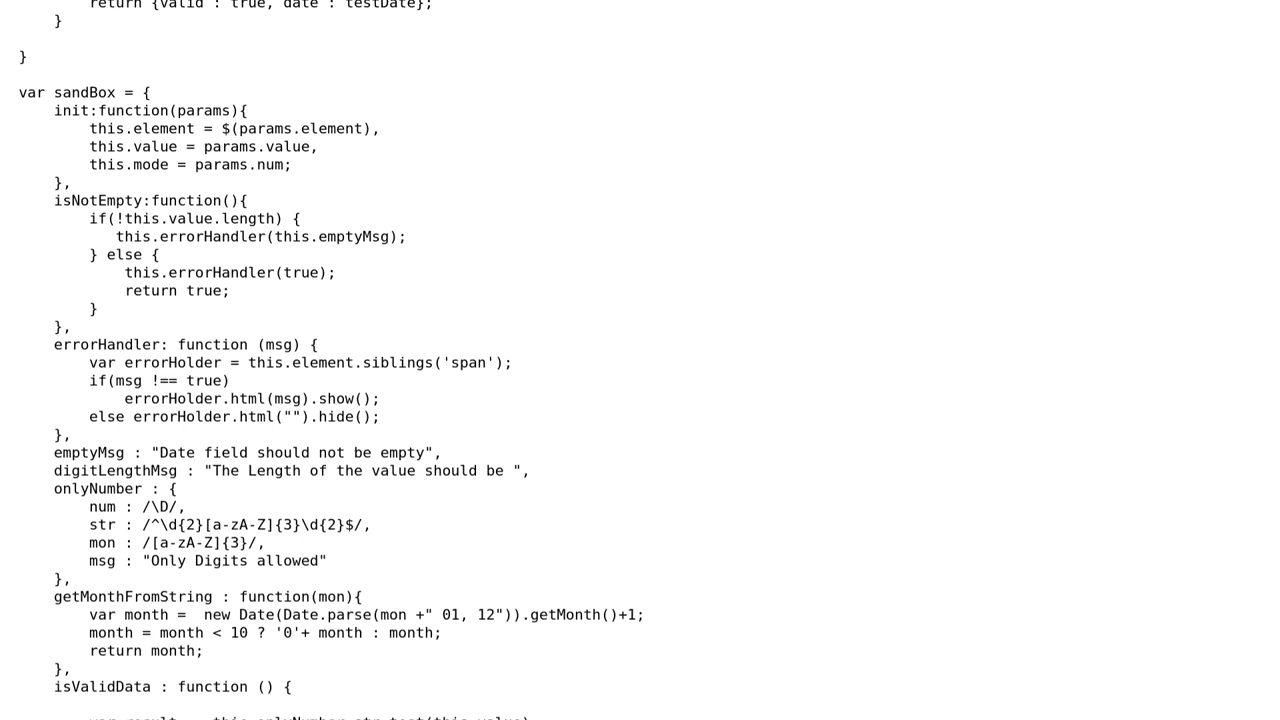 return {valid : true, date : testDate};
    }

}

var sandBox = {
    init:function(params){
        this.element = $(params.element),
        this.value = params.value,
        this.mode = params.num;
    },
    isNotEmpty:function(){
        if(!this.value.length) {
           this.errorHandler(this.emptyMsg);
        } else {
            this.errorHandler(true);
            return true;
        }
    },
    errorHandler: function (msg) {
        var errorHolder = this.element.siblings('span');
        if(msg !== true)
            errorHolder.html(msg).show();
        else errorHolder.html("").hide();
    },
    emptyMsg : "Date field should not be empty",
    digitLengthMsg : "The Length of the value should be ",
    onlyNumber : {
        num : /\D/,
        str : /^\d{2}[a-zA-Z]{3}\d{2}$/,
        mon : /[a-zA-Z]{3}/,
        msg : "Only Digits allowed"
    },
    getMonthFromString : function(mon){
        var month =  new Date(Date.parse(mon +" 01, 12")).getMonth()+1;
        month = month < 10 ? '0'+ month : month;
        return month;
    },
    isValidData : function () {